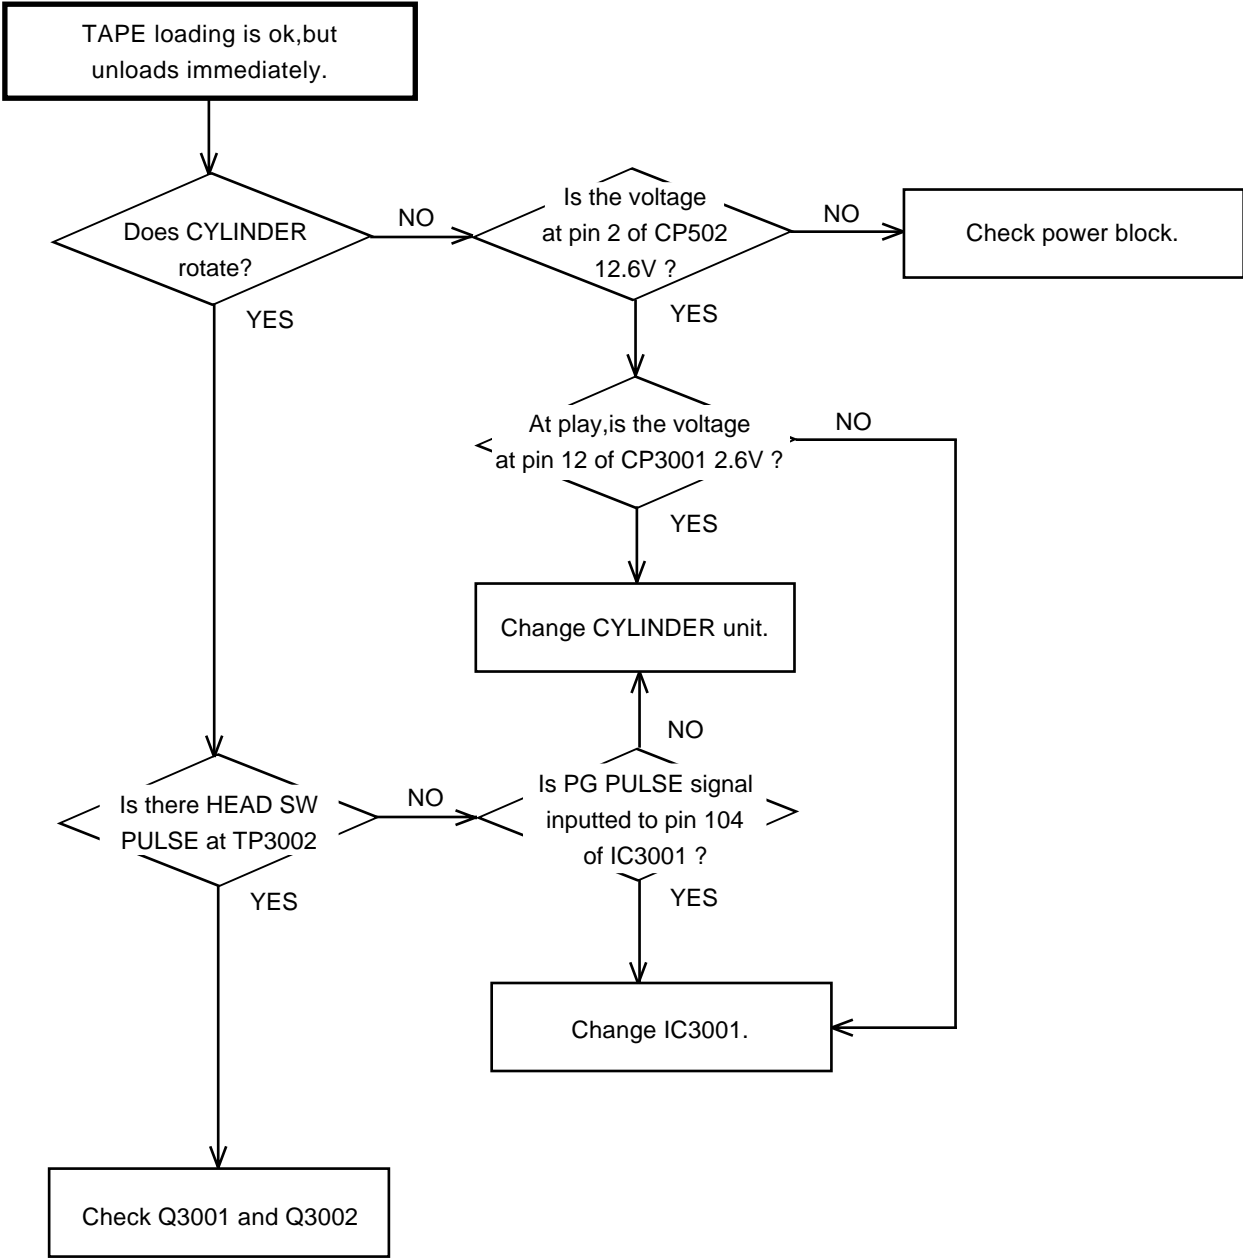 TAPE loading is ok,but
unloads immediately.
Does CYLINDER
rotate?
NO
Is the voltage
at pin 2 of CP502
12.6V ?
NO
Check power block.
YES
YES
At play,is the voltage
at pin 12 of CP3001 2.6V ?
NO
YES
Change CYLINDER unit.
NO
Is there HEAD SW
PULSE at TP3002
NO
Is PG PULSE signal
inputted to pin 104
of IC3001 ?
YES
YES
Change IC3001.
Check Q3001 and Q3002